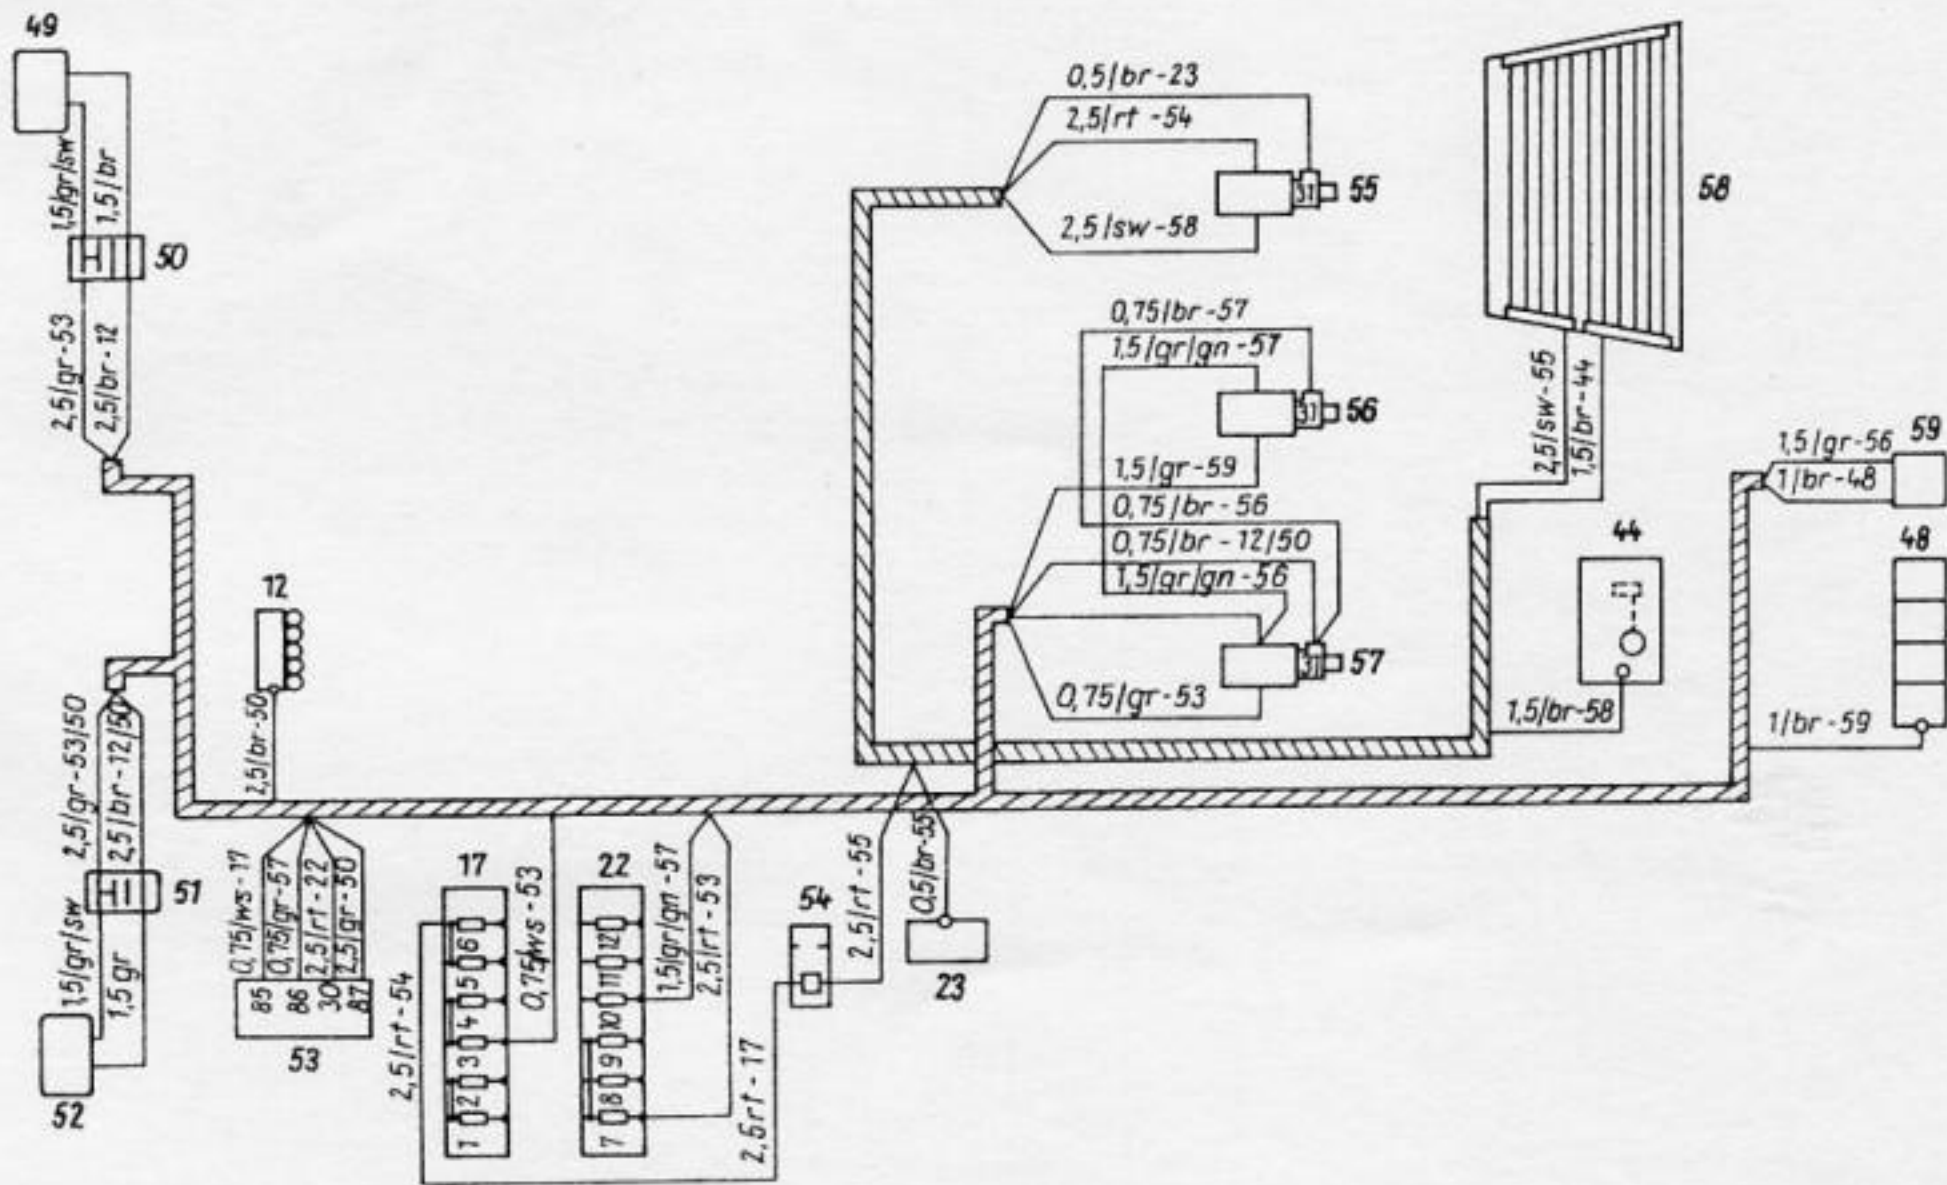 49
1,5/gr/sw
1,5/br
50
2,5/gr-53
2,5/br-12
0,5/br-23
2,5/rt-54
31
55
2,5/sw-58
58
0,75/br-57
1,5/gr/gn-57
31
56
1,5/gr-59
0,75/br-56
0,75/br-12/50
1,5/gr/gn-56
31
57
0,75/gr-53
2,5/sw-55
1,5/br-44
1,5/gr-56
59
1/br-48
44
48
1,5/br-58
1/br-59
12
2,5/br-50
2,5/gr-53/50
2,5/br-12/50
51
1,5/gr/sw
1,5gr
52
0,75/ws-17
0,75/gr-57
2,5/rt-22
2,5/gr-50
85
86
30
87
53
2,5/rt-54
17
6
5
4
3
2
1
0,75/ws-53
22
12
11
10
9
8
7
1,5/gr/gn-57
2,5/rt-53
2,5rt-17
54
2,5/rt-55
0,5/br-55
23